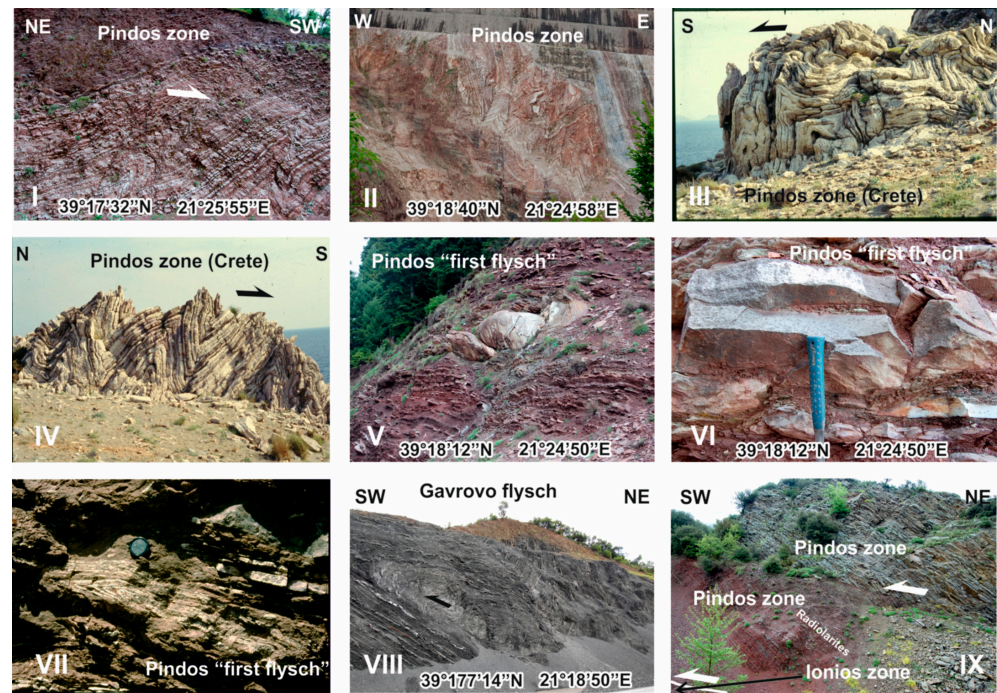 NE Pindos zone SW
I
39°17'32"N 21°25'55"E
W Pindos zone E
II
39°18'40"N 21°24'58"E
S N
III Pindos zone (Crete)
N Pindos zone (Crete) S
IV
Pindos "first flysch"
V
39°18'12"N 21°24'50"E
Pindos "first flysch"
VI
39°18'12"N 21°24'50"E
VII
Pindos "first flysch"
SW Gavrovo flysch NE
VIII
39°177'14"N 21°18'50"E
SW NE
Pindos zone
Pindos zone
Radiolarites
Ionios zone IX